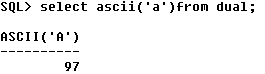 SQL> select ascii('a')from dual;
ASCII('A')
----------
97